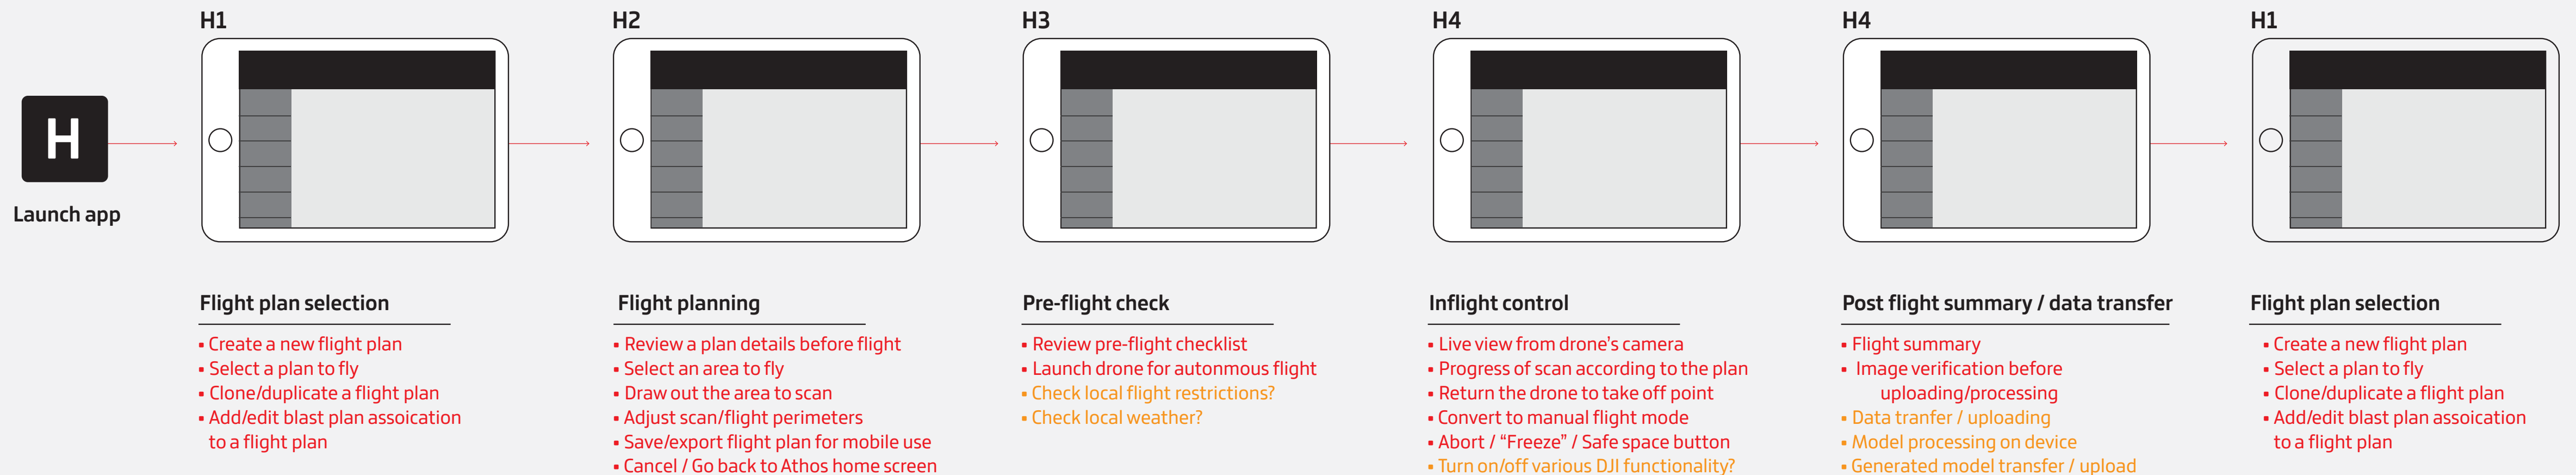 H
Launch app
H1
Flight plan selection
▪ Create a new flight plan
▪ Select a plan to fly
▪ Clone/duplicate a flight plan
▪ Add/edit blast plan assoication
to a flight plan
H2
Flight planning
▪ Review a plan details before flight
▪ Select an area to fly
▪ Draw out the area to scan
▪ Adjust scan/flight perimeters
▪ Save/export flight plan for mobile use
▪ Cancel / Go back to Athos home screen
H3
Pre-flight check
▪ Review pre-flight checklist
▪ Launch drone for autonmous flight
▪ Check local flight restrictions?
▪ Check local weather?
H4
Inflight control
▪ Live view from drone’s camera
▪ Progress of scan according to the plan
▪ Return the drone to take off point
▪ Convert to manual flight mode
▪ Abort / “Freeze” / Safe space button
▪ Turn on/off various DJI functionality?
H4
Post flight summary / data transfer
▪ Flight summary
▪ Image verification before
uploading/processing
▪ Data tranfer / uploading
▪ Model processing on device
▪ Generated model transfer / upload
H1
Flight plan selection
▪ Create a new flight plan
▪ Select a plan to fly
▪ Clone/duplicate a flight plan
▪ Add/edit blast plan assoication
to a flight plan